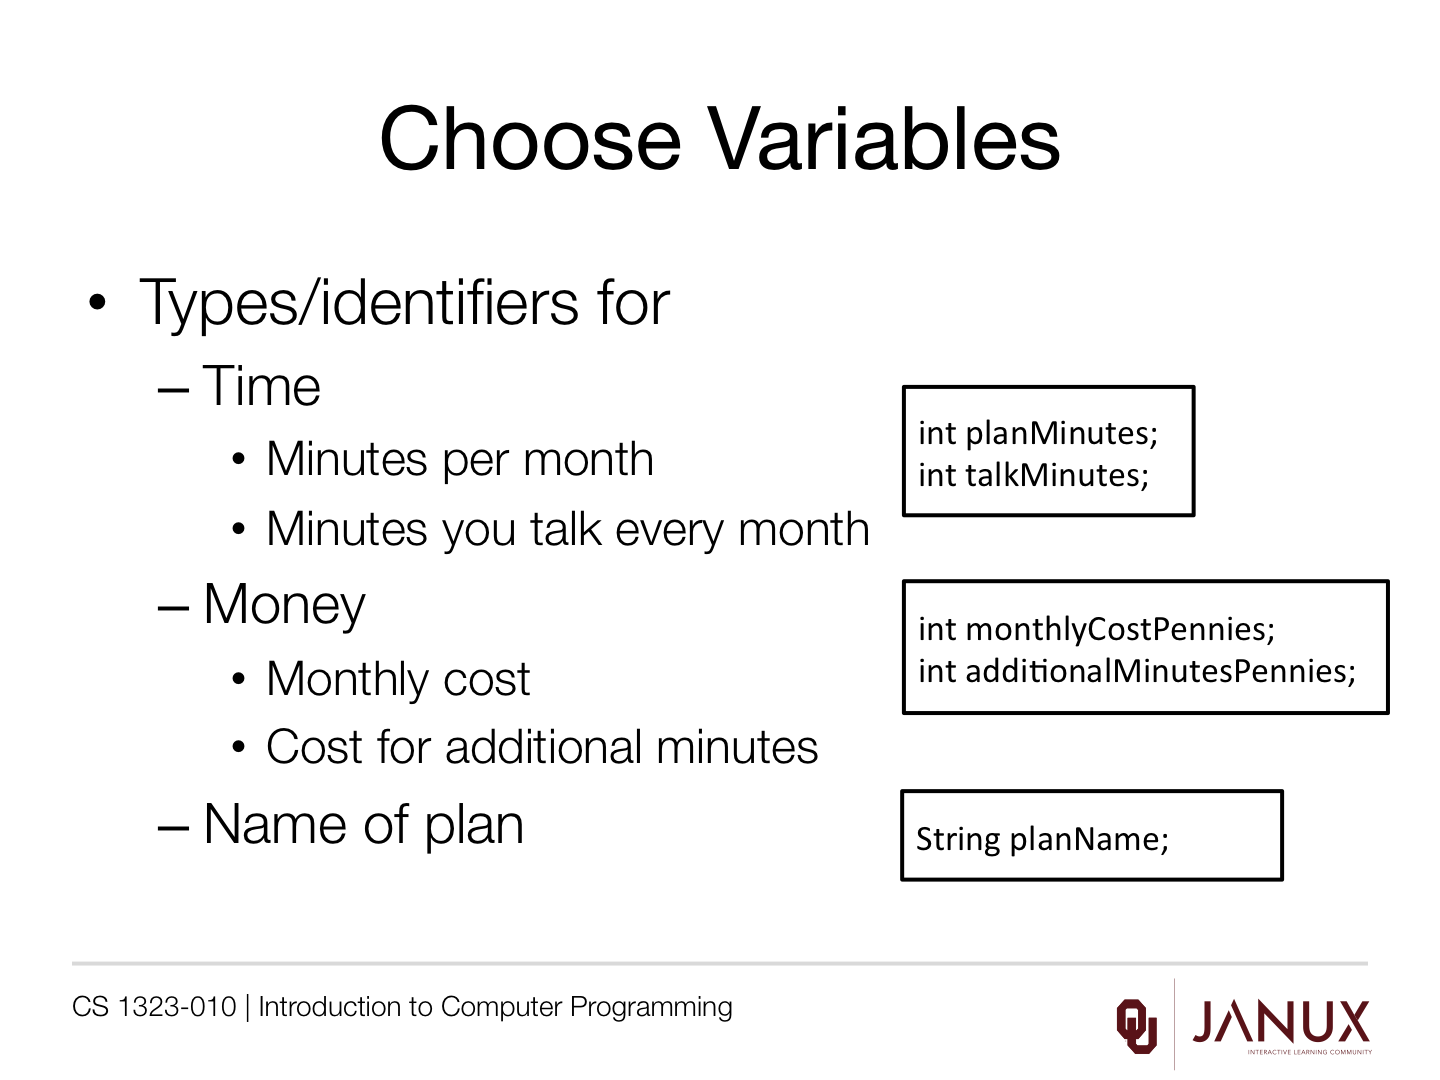 Choose Variables
• Types/identifiers for
– Time
• Minutes per month
• Minutes you talk every month
int planMinutes;
int talkMinutes;
– Money
• Monthly cost
• Cost for additional minutes
int monthlyCostPennies;
int additionalMinutesPennies;
– Name of plan
String planName;
CS 1323-010 | Introduction to Computer Programming
OU
JANUX
INTERACTIVE LEARNING COMMUNITY